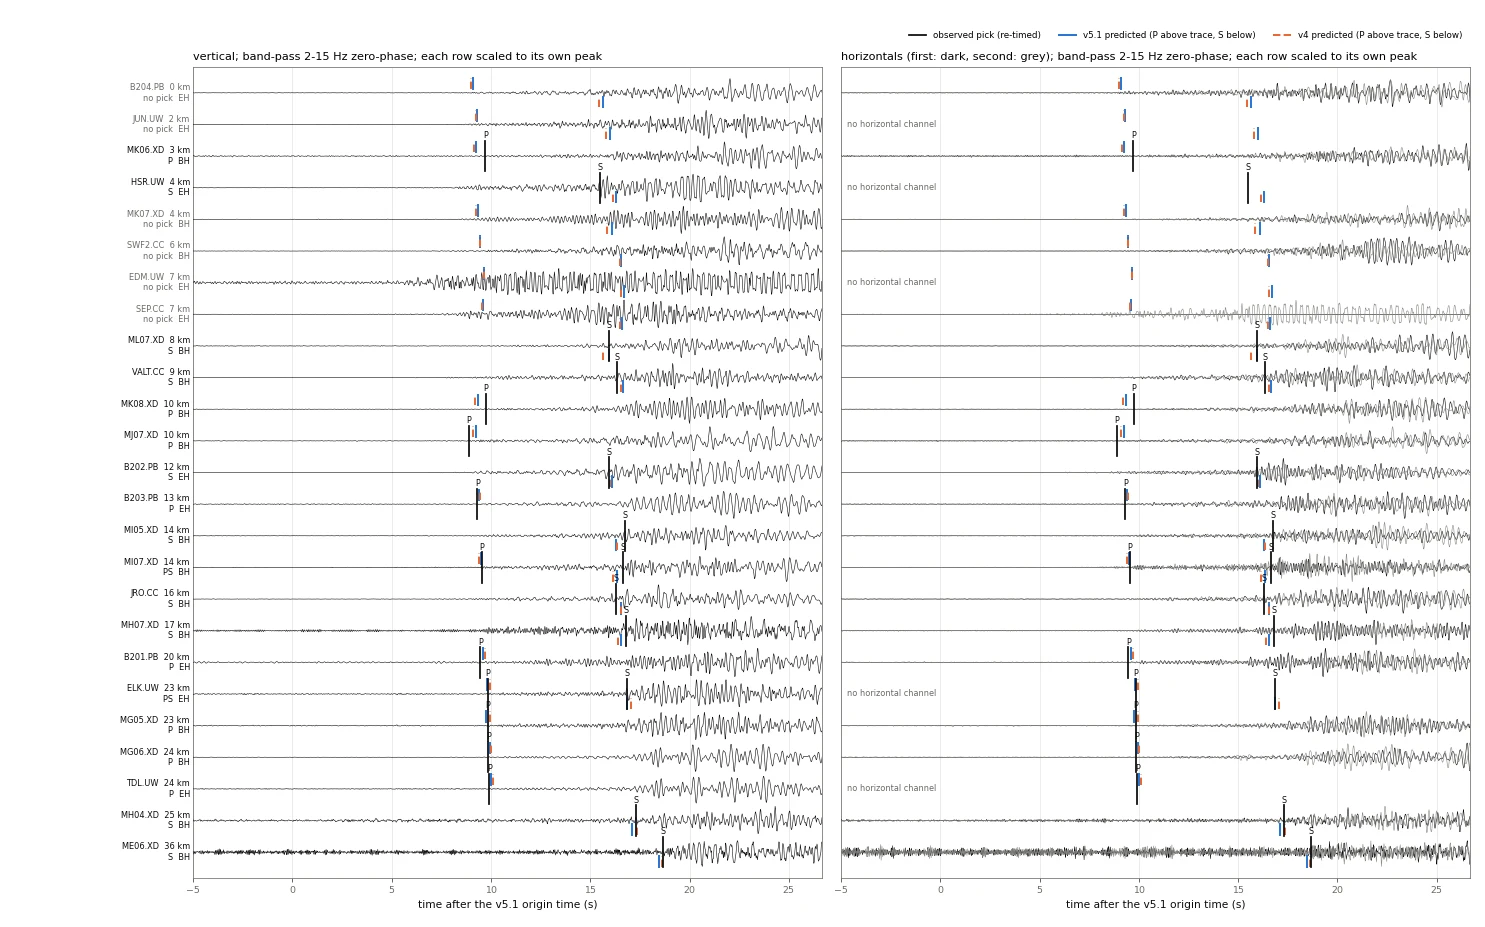 observed pick (re-timed)
v5.1 predicted (P above trace, S below)
v4 predicted (P above trace, S below)
vertical; band-pass 2-15 Hz zero-phase; each row scaled to its own peak
horizontals (first: dark, second: grey); band-pass 2-15 Hz zero-phase; each row scaled to its own peak
B204.PB 0 km
no pick EH
JUN.UW 2 km
no pick EH
no horizontal channel
P
P
MK06.XD 3 km
P BH
S
S
HSR.UW 4 km
S EH
no horizontal channel
MK07.XD 4 km
no pick BH
SWF2.CC 6 km
no pick BH
EDM.UW 7 km
no pick EH
no horizontal channel
SEP.CC 7 km
no pick EH
S
S
ML07.XD 8 km
S BH
S
S
VALT.CC 9 km
S BH
P
P
MK08.XD 10 km
P BH
P
P
MJ07.XD 10 km
P BH
S
S
B202.PB 12 km
S EH
P
P
B203.PB 13 km
P EH
S
S
MI05.XD 14 km
S BH
P
S
P
S
MI07.XD 14 km
PS BH
S
S
JRO.CC 16 km
S BH
S
S
MH07.XD 17 km
S BH
P
P
B201.PB 20 km
P EH
P
S
P
S
ELK.UW 23 km
PS EH
no horizontal channel
P
P
MG05.XD 23 km
P BH
P
P
MG06.XD 24 km
P BH
P
P
TDL.UW 24 km
P EH
no horizontal channel
S
S
MH04.XD 25 km
S BH
S
S
ME06.XD 36 km
S BH
−5 0 5 10 15 20 25
−5 0 5 10 15 20 25
time after the v5.1 origin time (s)
time after the v5.1 origin time (s)